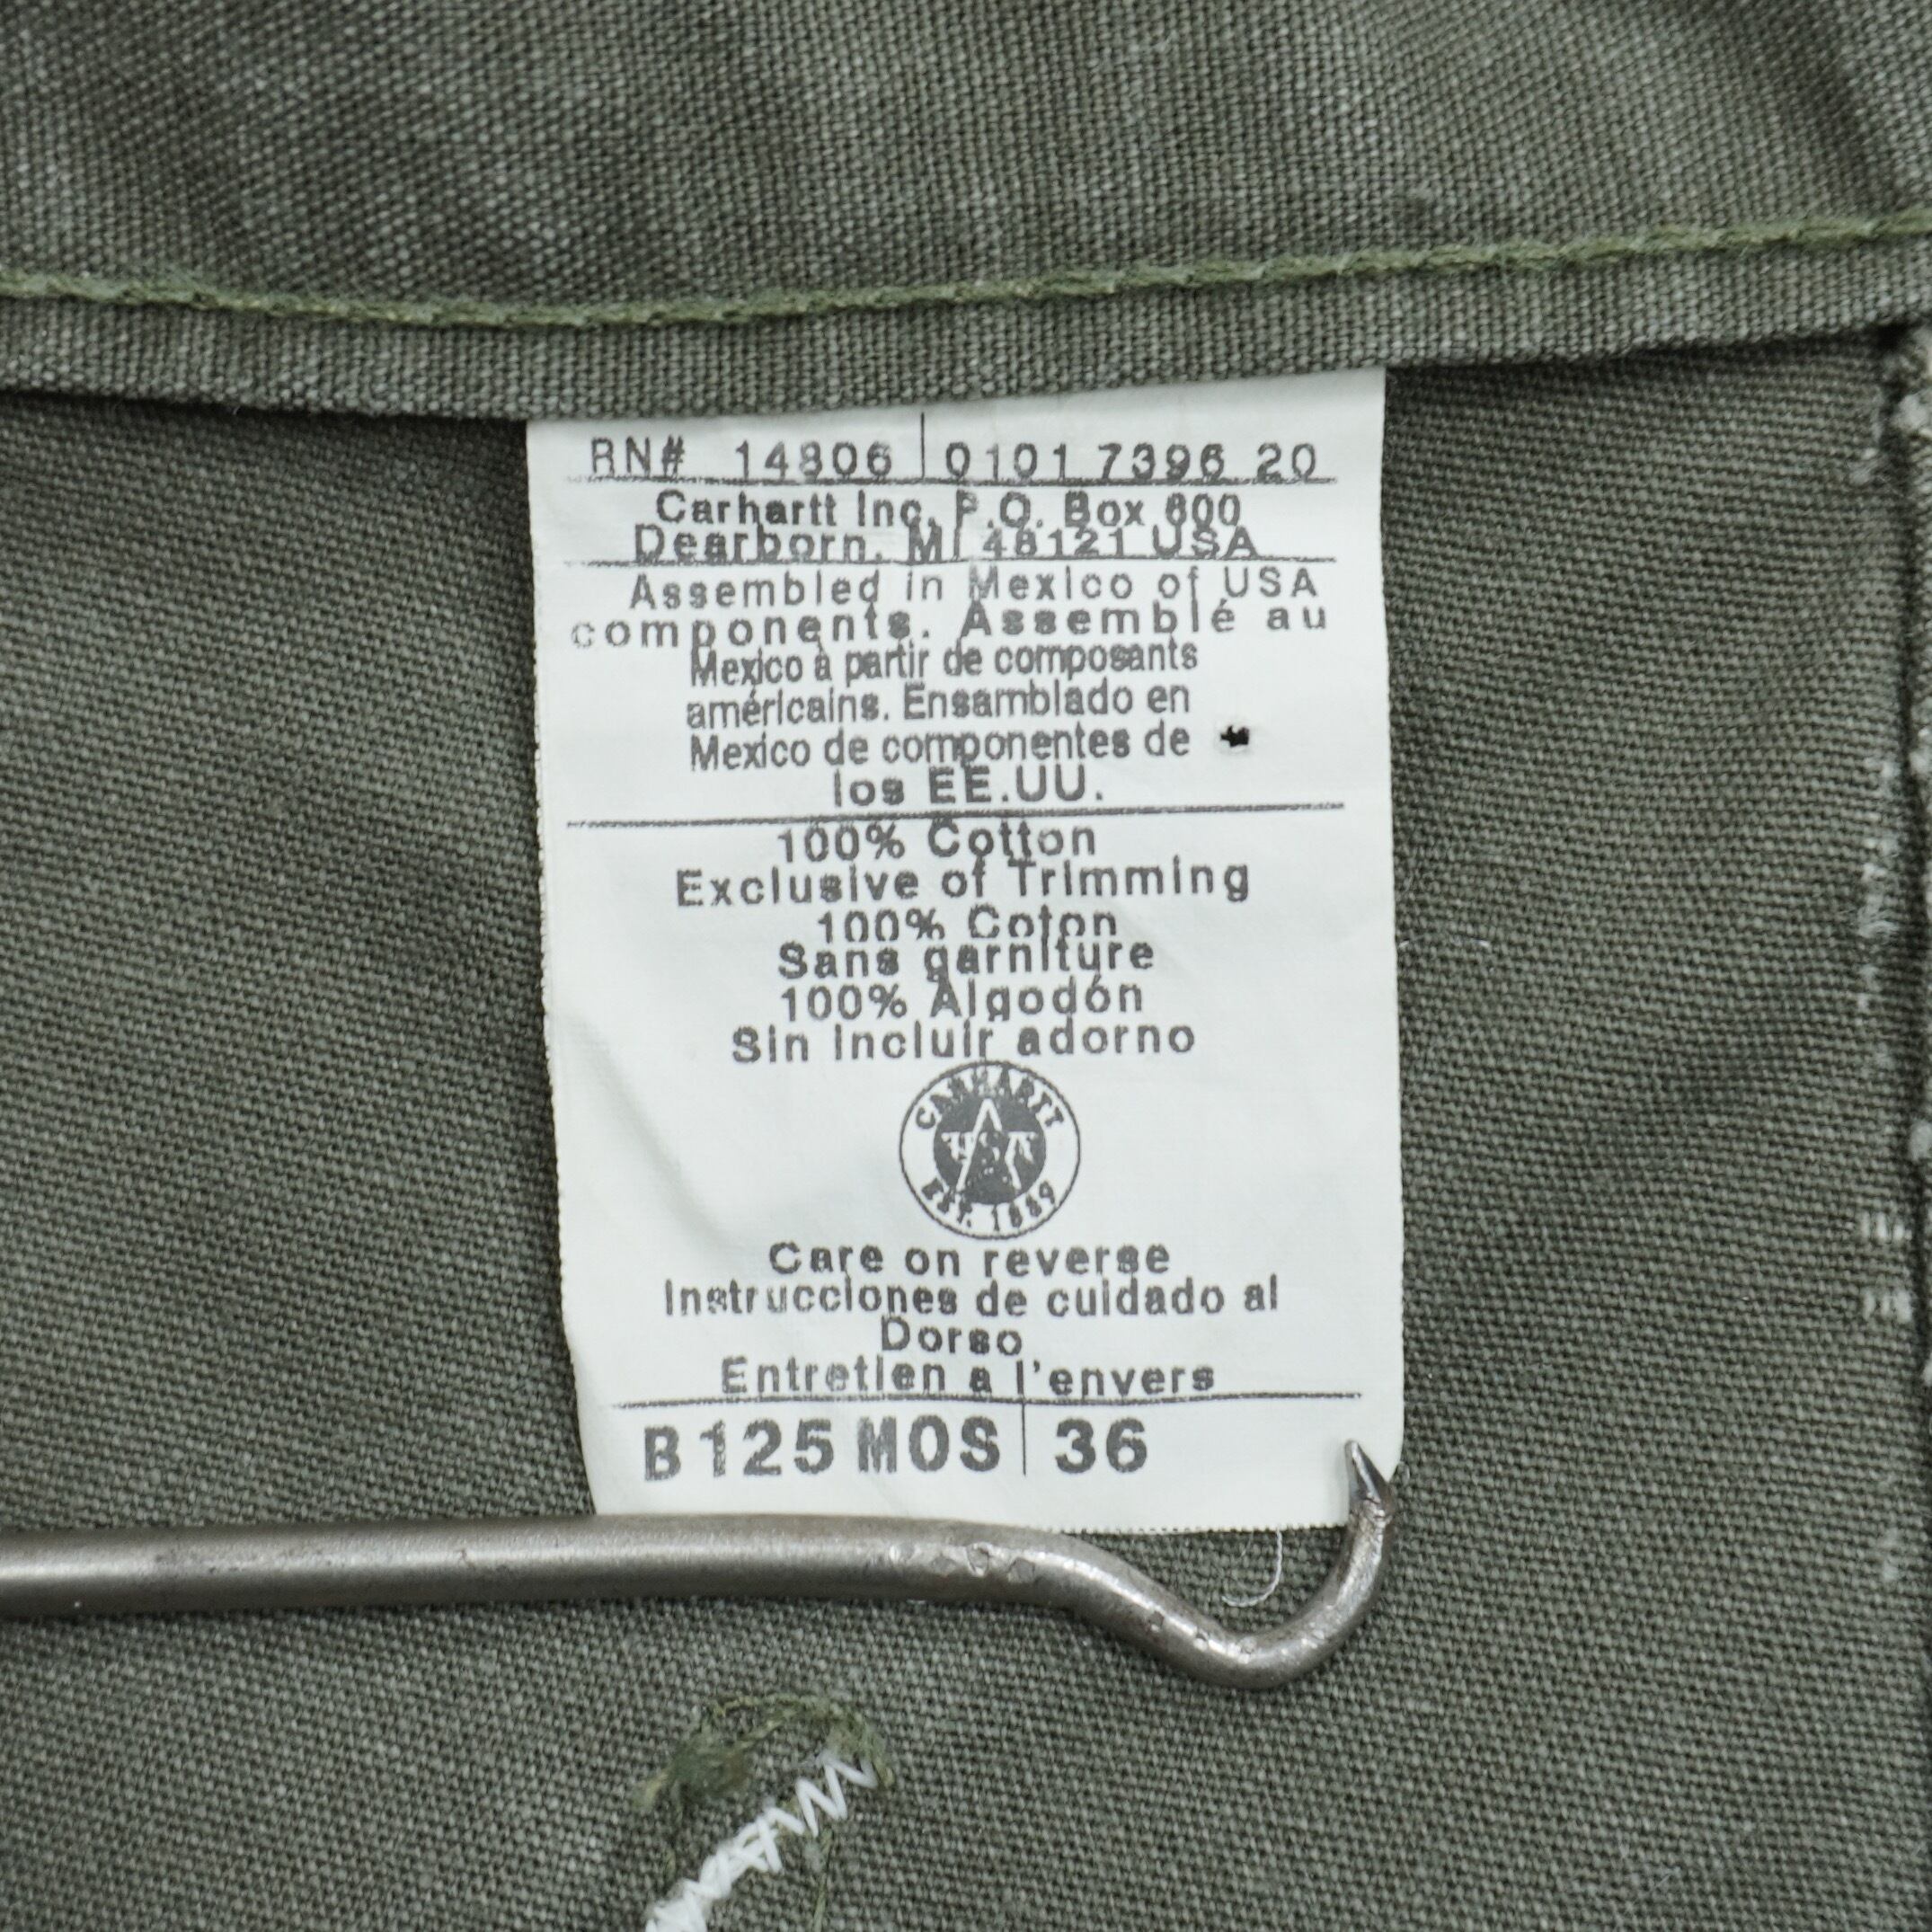 RN# 14806 01017396 20
Carhartt Inc. P.O. Box 600
Dearborn, MI 48121 USA
Assembled in Mexico of USA
components. Assemblé au
Mexico à partir de composants
américains. Ensamblado en
Mexico de componentes de
los EE.UU.
100% Cotton
Exclusive of Trimming
100% Coton
Sans garniture
100% Algodón
Sin incluir adorno
CARHARTT
USA
EST. 1889
Care on reverse
Instrucciones de cuidado al
Dorso
Entretien a l'envers
B125 MOS 36